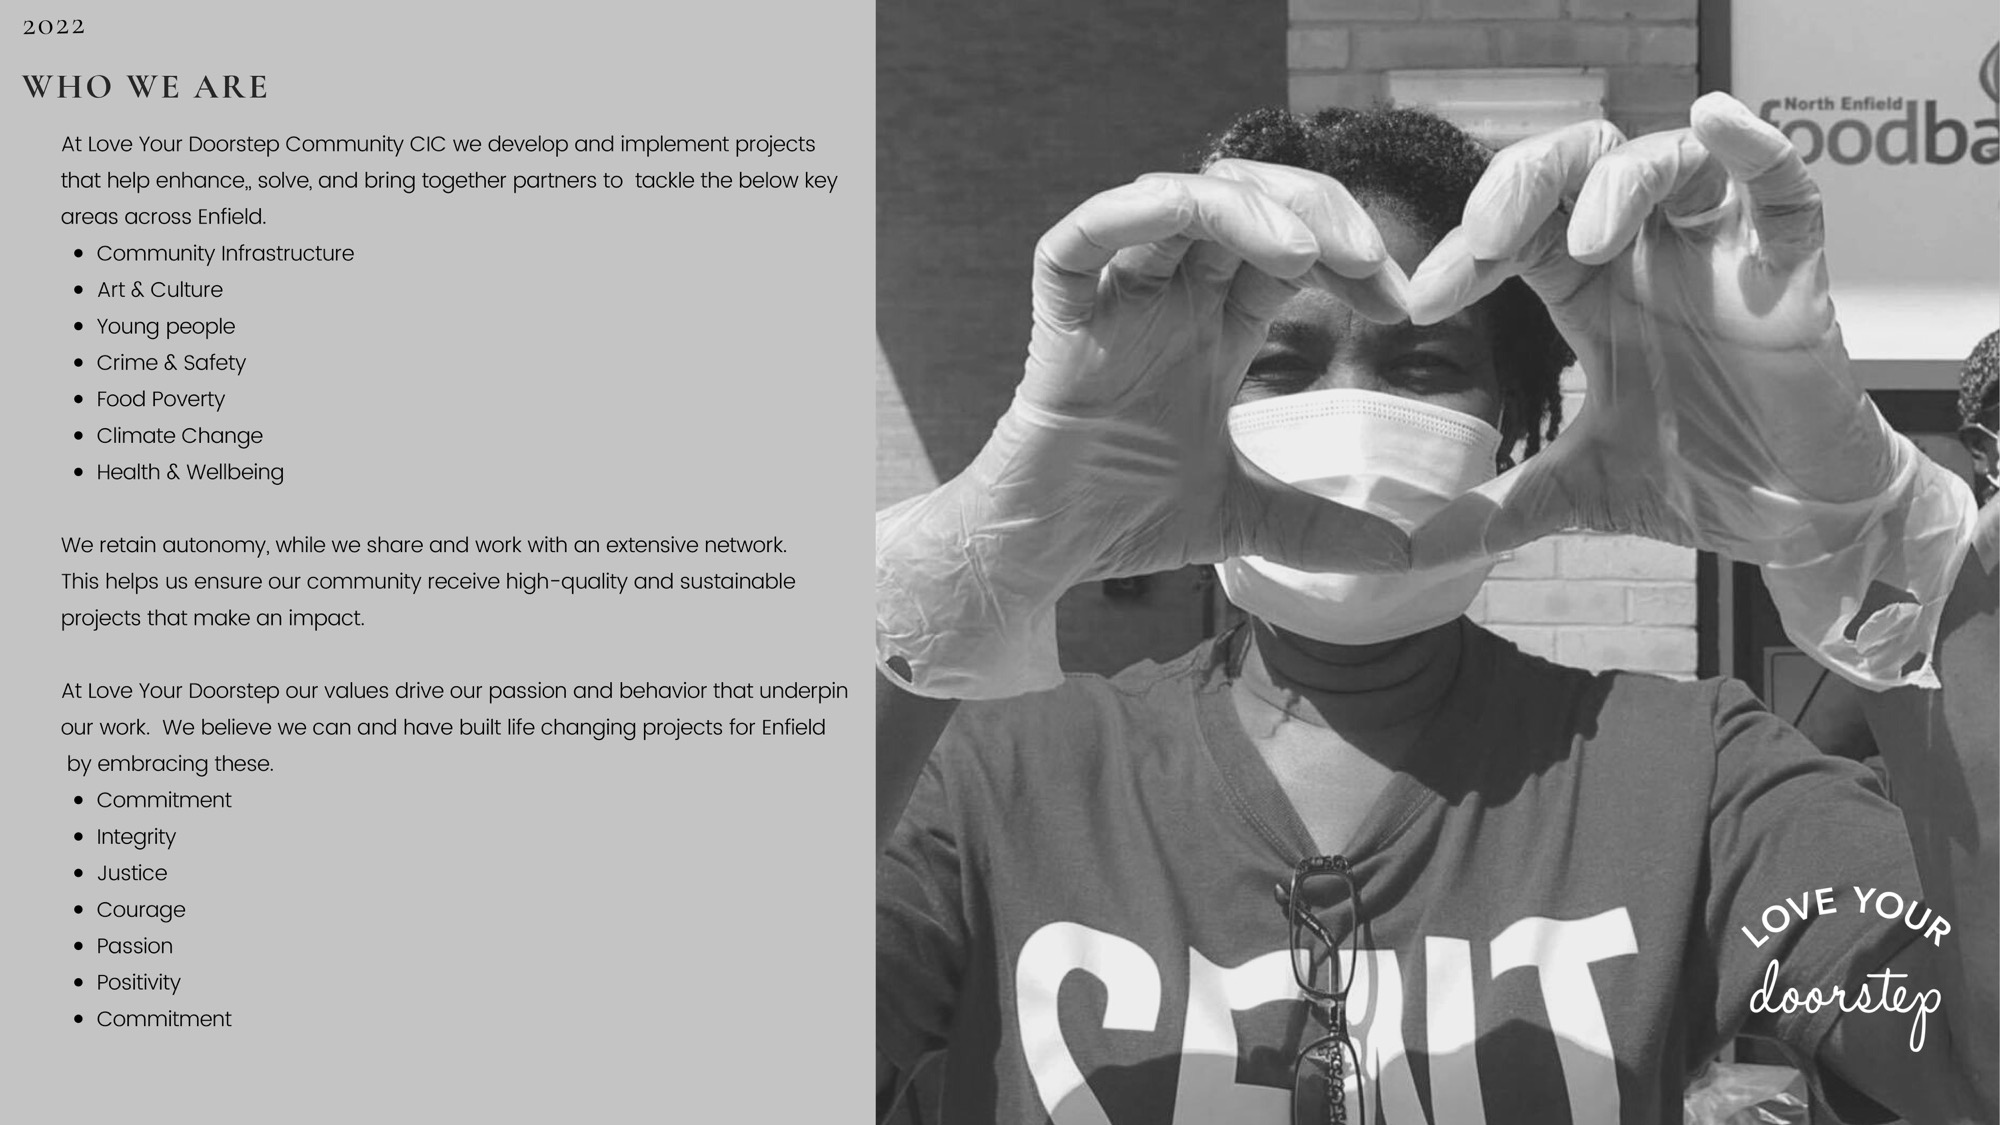 2022
WHO WE ARE
At Love Your Doorstep Community CIC we develop and implement projects
that help enhance,, solve, and bring together partners to  tackle the below key
areas across Enfield.
• Community Infrastructure
• Art & Culture
• Young people
• Crime & Safety
• Food Poverty
• Climate Change
• Health & Wellbeing
We retain autonomy, while we share and work with an extensive network.
This helps us ensure our community receive high-quality and sustainable
projects that make an impact.
At Love Your Doorstep our values drive our passion and behavior that underpin
our work.  We believe we can and have built life changing projects for Enfield
by embracing these.
• Commitment
• Integrity
• Justice
• Courage
• Passion
• Positivity
• Commitment
North Enfield
foodba
SENT
LOVE YOUR
doorstep